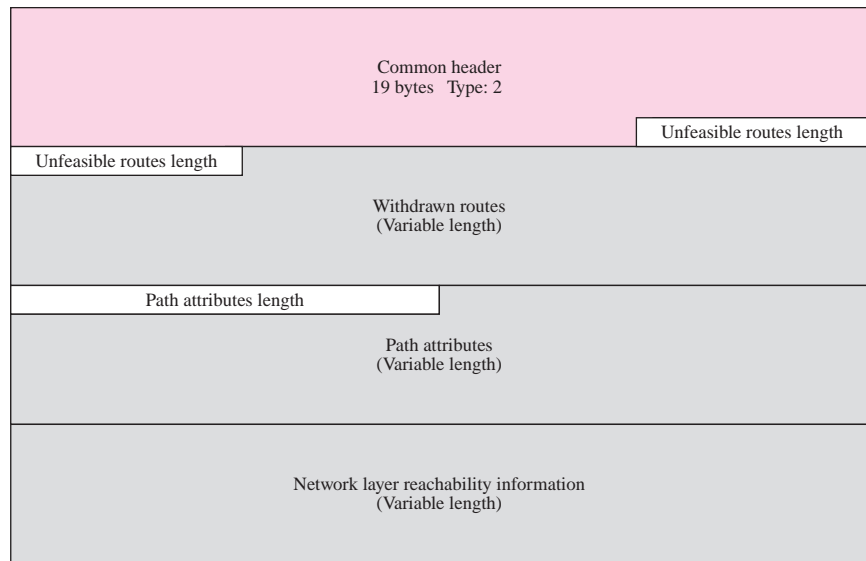 Common header
19 bytes Type: 2
Unfeasible routes length
Unfeasible routes length
Withdrawn routes
(Variable length)
Path attributes length
Path attributes
(Variable length)
Network layer reachability information
(Variable length)